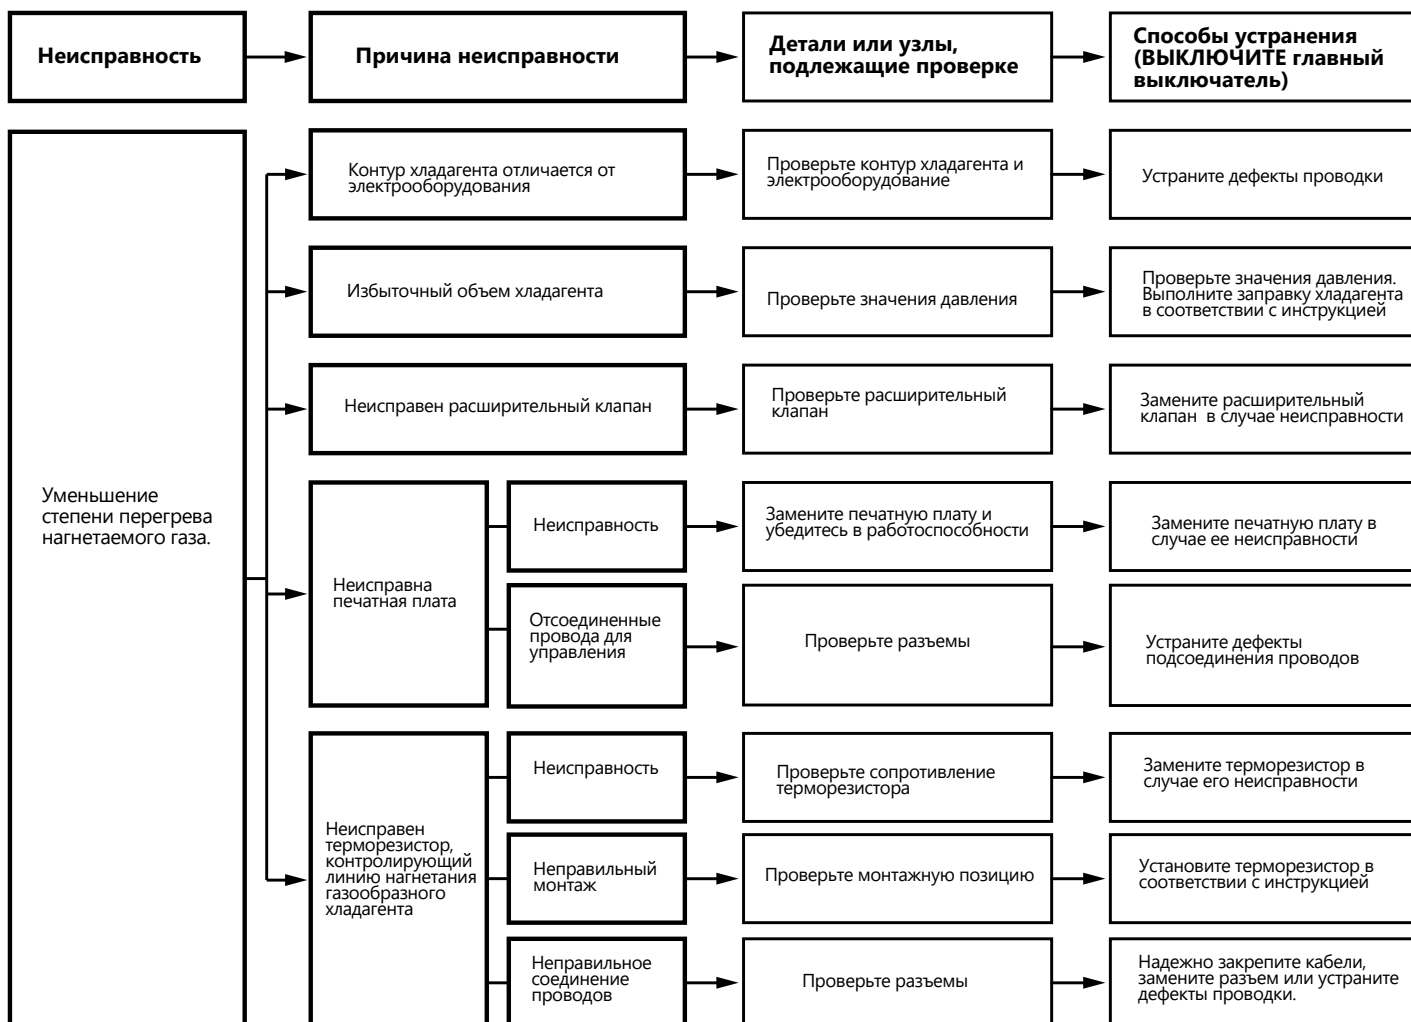 Неисправность
Причина неисправности
Детали или узлы,
подлежащие проверке
Способы устранения
(ВЫКЛЮЧИТЕ главный
выключатель)
Уменьшение
степени перегрева
нагнетаемого газа.
Контур хладагента отличается от
электрооборудования
Проверьте контур хладагента и
электрооборудование
Устраните дефекты проводки
Избыточный объем хладагента
Проверьте значения давления
Проверьте значения давления.
Выполните заправку хладагента
в соответствии с инструкцией
Неисправен расширительный клапан
Проверьте расширительный
клапан
Замените расширительный
клапан в случае неисправности
Неисправна
печатная плата
Неисправность
Замените печатную плату и
убедитесь в работоспособности
Замените печатную плату в
случае ее неисправности
Отсоединенные
провода для
управления
Проверьте разъемы
Устраните дефекты
подсоединения проводов
Неисправен
терморезистор,
контролирующий
линию нагнетания
газообразного
хладагента
Неисправность
Проверьте сопротивление
терморезистора
Замените терморезистор в
случае его неисправности
Неправильный
монтаж
Проверьте монтажную позицию
Установите терморезистор в
соответствии с инструкцией
Неправильное
соединение
проводов
Проверьте разъемы
Надежно закрепите кабели,
замените разъем или устраните
дефекты проводки.